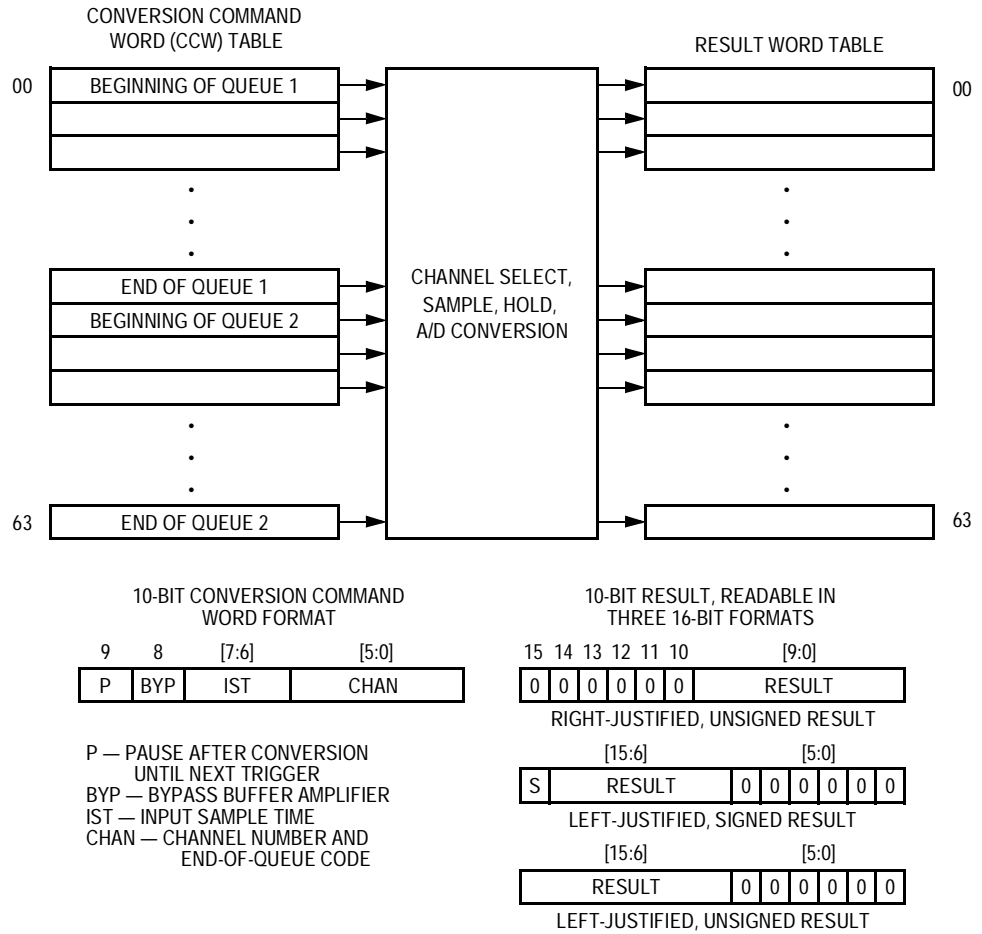 CONVERSION COMMAND
WORD (CCW) TABLE
RESULT WORD TABLE
00
BEGINNING OF QUEUE 1
00
CHANNEL SELECT,
SAMPLE, HOLD,
A/D CONVERSION
END OF QUEUE 1
BEGINNING OF QUEUE 2
63
END OF QUEUE 2
63
10-BIT CONVERSION COMMAND
WORD FORMAT
9 8 [7:6] [5:0]
P BYP IST CHAN
P — PAUSE AFTER CONVERSION
UNTIL NEXT TRIGGER
BYP — BYPASS BUFFER AMPLIFIER
IST — INPUT SAMPLE TIME
CHAN — CHANNEL NUMBER AND
END-OF-QUEUE CODE
10-BIT RESULT, READABLE IN
THREE 16-BIT FORMATS
15 14 13 12 11 10 [9:0]
0 0 0 0 0 0 RESULT
RIGHT-JUSTIFIED, UNSIGNED RESULT
[15:6] [5:0]
S RESULT 0 0 0 0 0 0
LEFT-JUSTIFIED, SIGNED RESULT
[15:6] [5:0]
RESULT 0 0 0 0 0 0
LEFT-JUSTIFIED, UNSIGNED RESULT